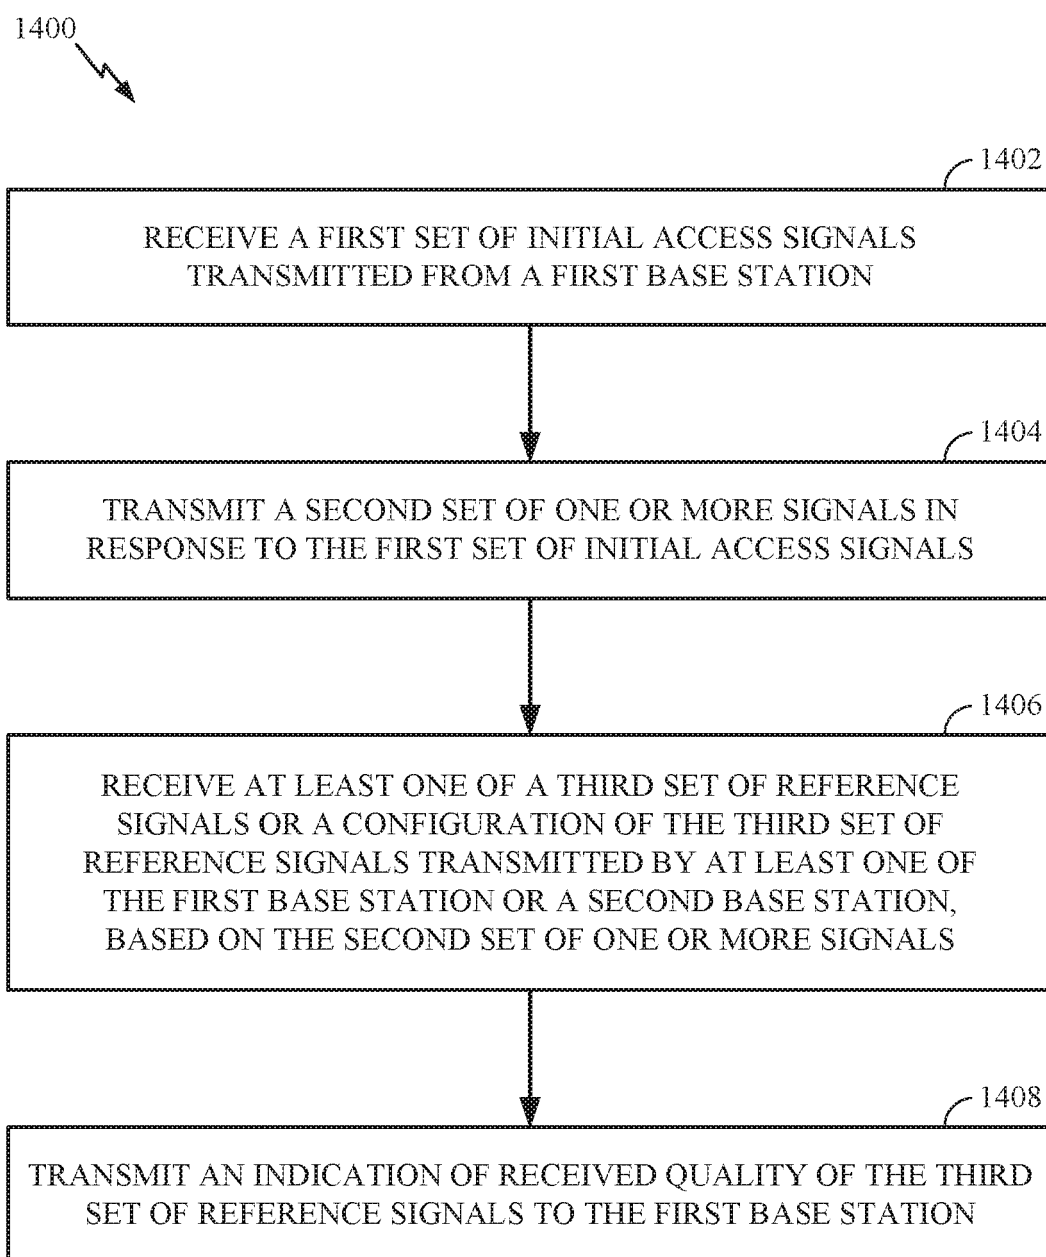 1400
1402
RECEIVE A FIRST SET OF INITIAL ACCESS SIGNALS
TRANSMITTED FROM A FIRST BASE STATION
1404
TRANSMIT A SECOND SET OF ONE OR MORE SIGNALS IN
RESPONSE TO THE FIRST SET OF INITIAL ACCESS SIGNALS
1406
RECEIVE AT LEAST ONE OF A THIRD SET OF REFERENCE
SIGNALS OR A CONFIGURATION OF THE THIRD SET OF
REFERENCE SIGNALS TRANSMITTED BY AT LEAST ONE OF
THE FIRST BASE STATION OR A SECOND BASE STATION,
BASED ON THE SECOND SET OF ONE OR MORE SIGNALS
1408
TRANSMIT AN INDICATION OF RECEIVED QUALITY OF THE THIRD
SET OF REFERENCE SIGNALS TO THE FIRST BASE STATION